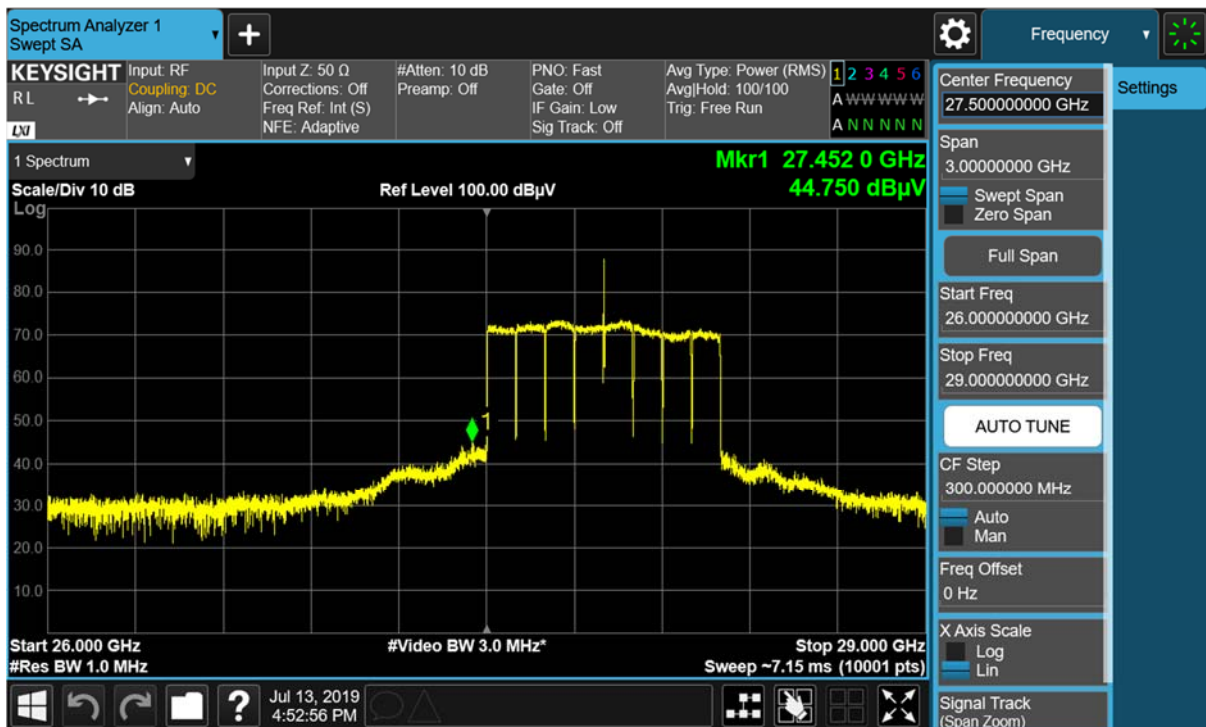 Spectrum Analyzer 1
Swept SA
Frequency
KEYSIGHT
R L
LXI
Input: RF
Coupling: DC
Align: Auto
Input Z: 50 Ω
Corrections: Off
Freq Ref: Int (S)
NFE: Adaptive
#Atten: 10 dB
Preamp: Off
PNO: Fast
Gate: Off
IF Gain: Low
Sig Track: Off
Avg Type: Power (RMS)
Avg|Hold: 100/100
Trig: Free Run
1 2 3 4 5 6
A W W W W W
A N N N N N
1 Spectrum
Mkr1 27.452 0 GHz
Scale/Div 10 dB
Ref Level 100.00 dBµV
44.750 dBµV
Log
90.0
80.0
70.0
60.0
50.0
40.0
30.0
20.0
10.0
1
Start 26.000 GHz
#Video BW 3.0 MHz*
Stop 29.000 GHz
#Res BW 1.0 MHz
Sweep ~7.15 ms (10001 pts)
Center Frequency
27.500000000 GHz
Settings
Span
3.00000000 GHz
Swept Span
Zero Span
Full Span
Start Freq
26.000000000 GHz
Stop Freq
29.000000000 GHz
AUTO TUNE
CF Step
300.000000 MHz
Auto
Man
Freq Offset
0 Hz
X Axis Scale
Log
Lin
Signal Track
(Span Zoom)
?
Jul 13, 2019
4:52:56 PM